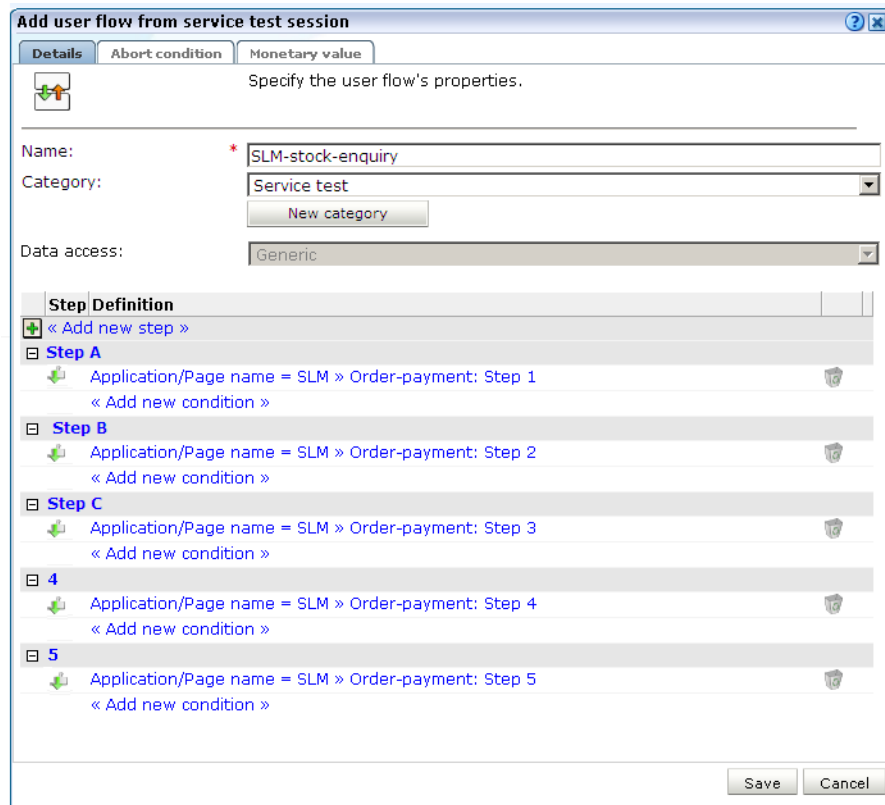 Add user flow from service test session
Details Abort condition Monetary value
Specify the user flow's properties.
Name: * SLM-stock-enquiry
Category: Service test
New category
Data access: Generic
Step Definition
« Add new step »
Step A
Application/Page name = SLM » Order-payment: Step 1
« Add new condition »
Step B
Application/Page name = SLM » Order-payment: Step 2
« Add new condition »
Step C
Application/Page name = SLM » Order-payment: Step 3
« Add new condition »
4
Application/Page name = SLM » Order-payment: Step 4
« Add new condition »
5
Application/Page name = SLM » Order-payment: Step 5
« Add new condition »
Save Cancel